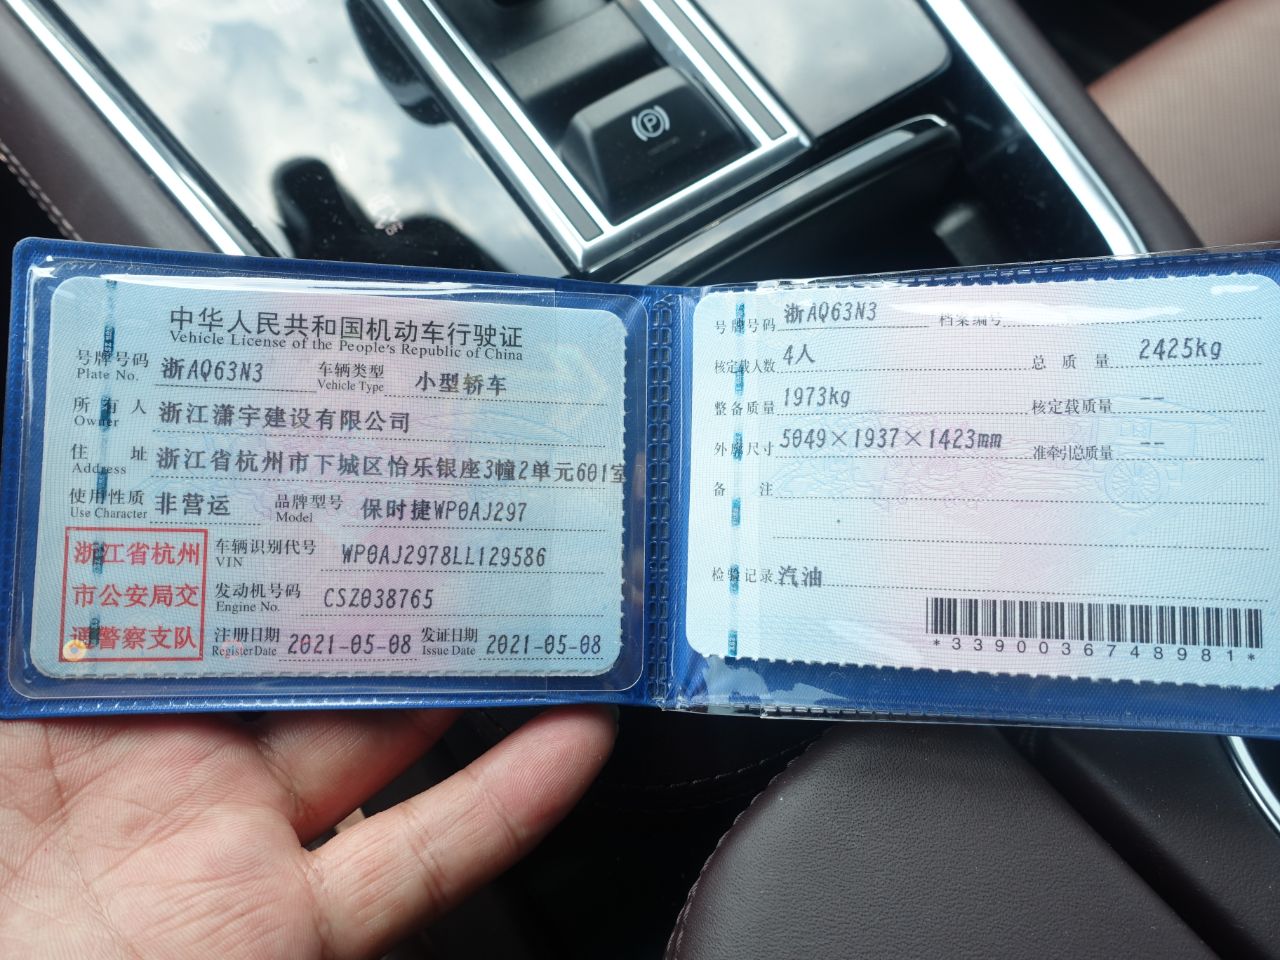 中华人民共和国机动车行驶证
Vehicle License of the People's Republic of China
号牌号码 浙AQ63N3 车辆类型 小型轿车
Plate No. Vehicle Type
所有人 浙江潇宇建设有限公司
Owner
住址 浙江省杭州市下城区怡乐银座3幢2单元601室
Address
使用性质 非营运 品牌型号 保时捷WP0AJ297
Use Character Model
浙江省杭州
市公安局交
通警察支队
车辆识别代号 WP0AJ2978LL129586
VIN
发动机号码 CSZ038765
Engine No.
注册日期 2021-05-08 发证日期 2021-05-08
Register Date Issue Date
号牌号码 浙AQ63N3 档案编号
核定载人数 4人 总质量 2425kg
整备质量 1973kg 核定载质量 --
外廓尺寸 5049×1937×1423mm 准牵引总质量 --
备注
检验记录 汽油
*3390036748981*
P